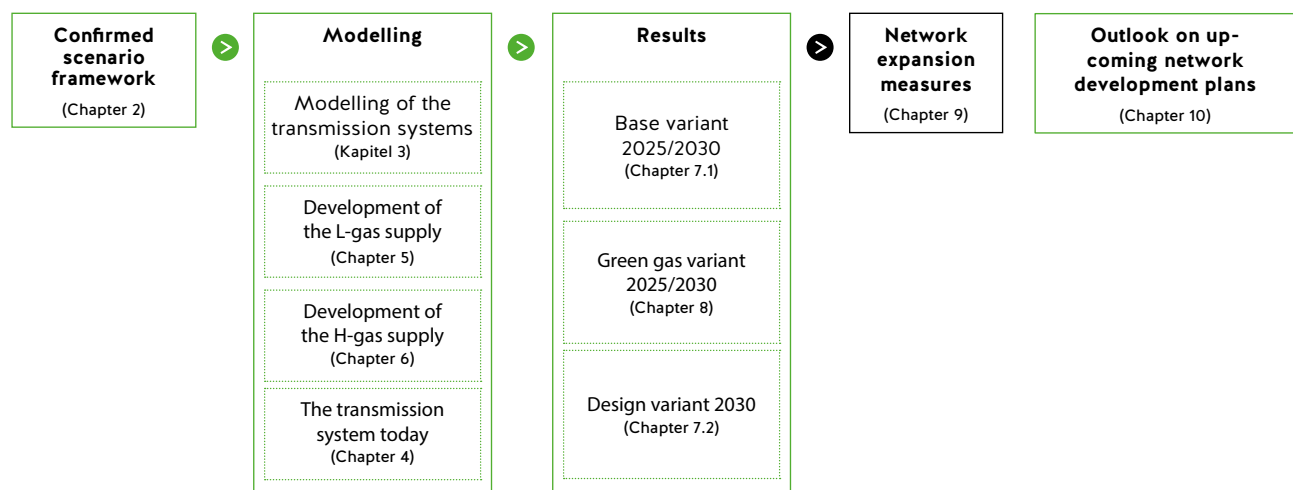 Confirmed
scenario
framework
(Chapter 2)
>
Modelling
Modelling of the
transmission systems
(Kapitel 3)
Development of
the L-gas supply
(Chapter 5)
Development of
the H-gas supply
(Chapter 6)
The transmission
system today
(Chapter 4)
>
Results
Base variant
2025/2030
(Chapter 7.1)
Green gas variant
2025/2030
(Chapter 8)
Design variant 2030
(Chapter 7.2)
>
Network
expansion
measures
(Chapter 9)
Outlook on up-
coming network
development plans
(Chapter 10)